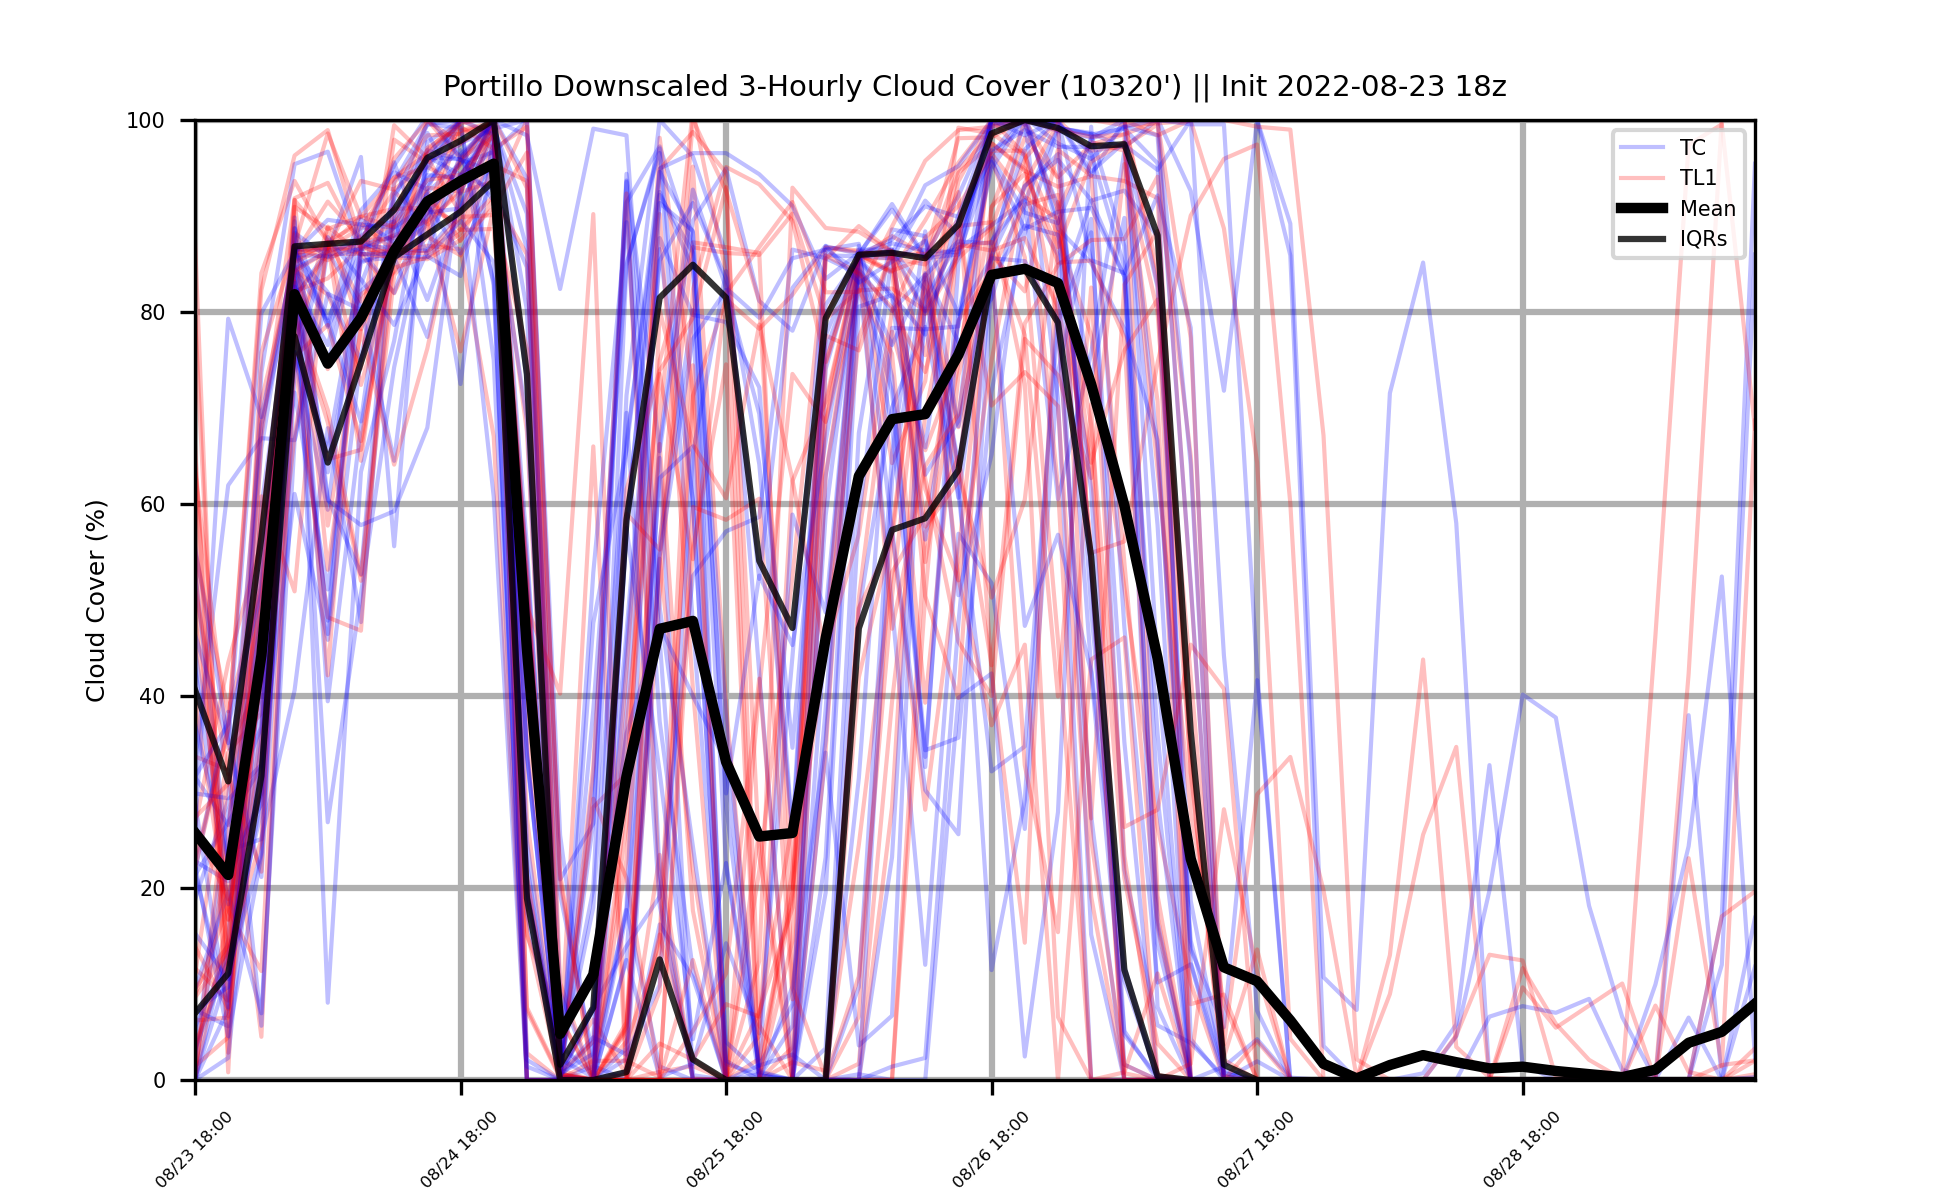 Portillo Downscaled 3-Hourly Cloud Cover (10320') || Init 2022-08-23 18z
Cloud Cover (%)
100
80
60
40
20
0
TC
TL1
Mean
IQRs
08/23 18:00
08/24 18:00
08/25 18:00
08/26 18:00
08/27 18:00
08/28 18:00